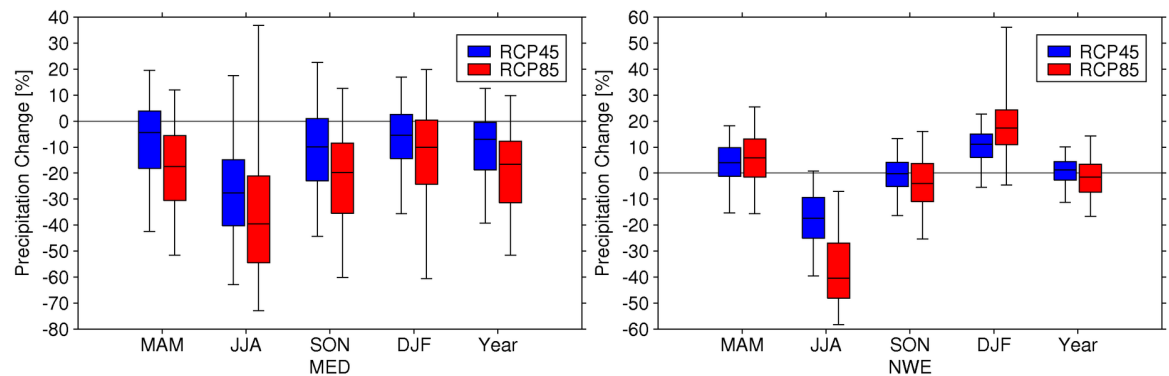 Precipitation Change [%]
40
30
20
10
0
-10
-20
-30
-40
-50
-60
-70
-80
RCP45
RCP85
MAM JJA SON DJF Year
MED
Precipitation Change [%]
60
50
40
30
20
10
0
-10
-20
-30
-40
-50
-60
RCP45
RCP85
MAM JJA SON DJF Year
NWE